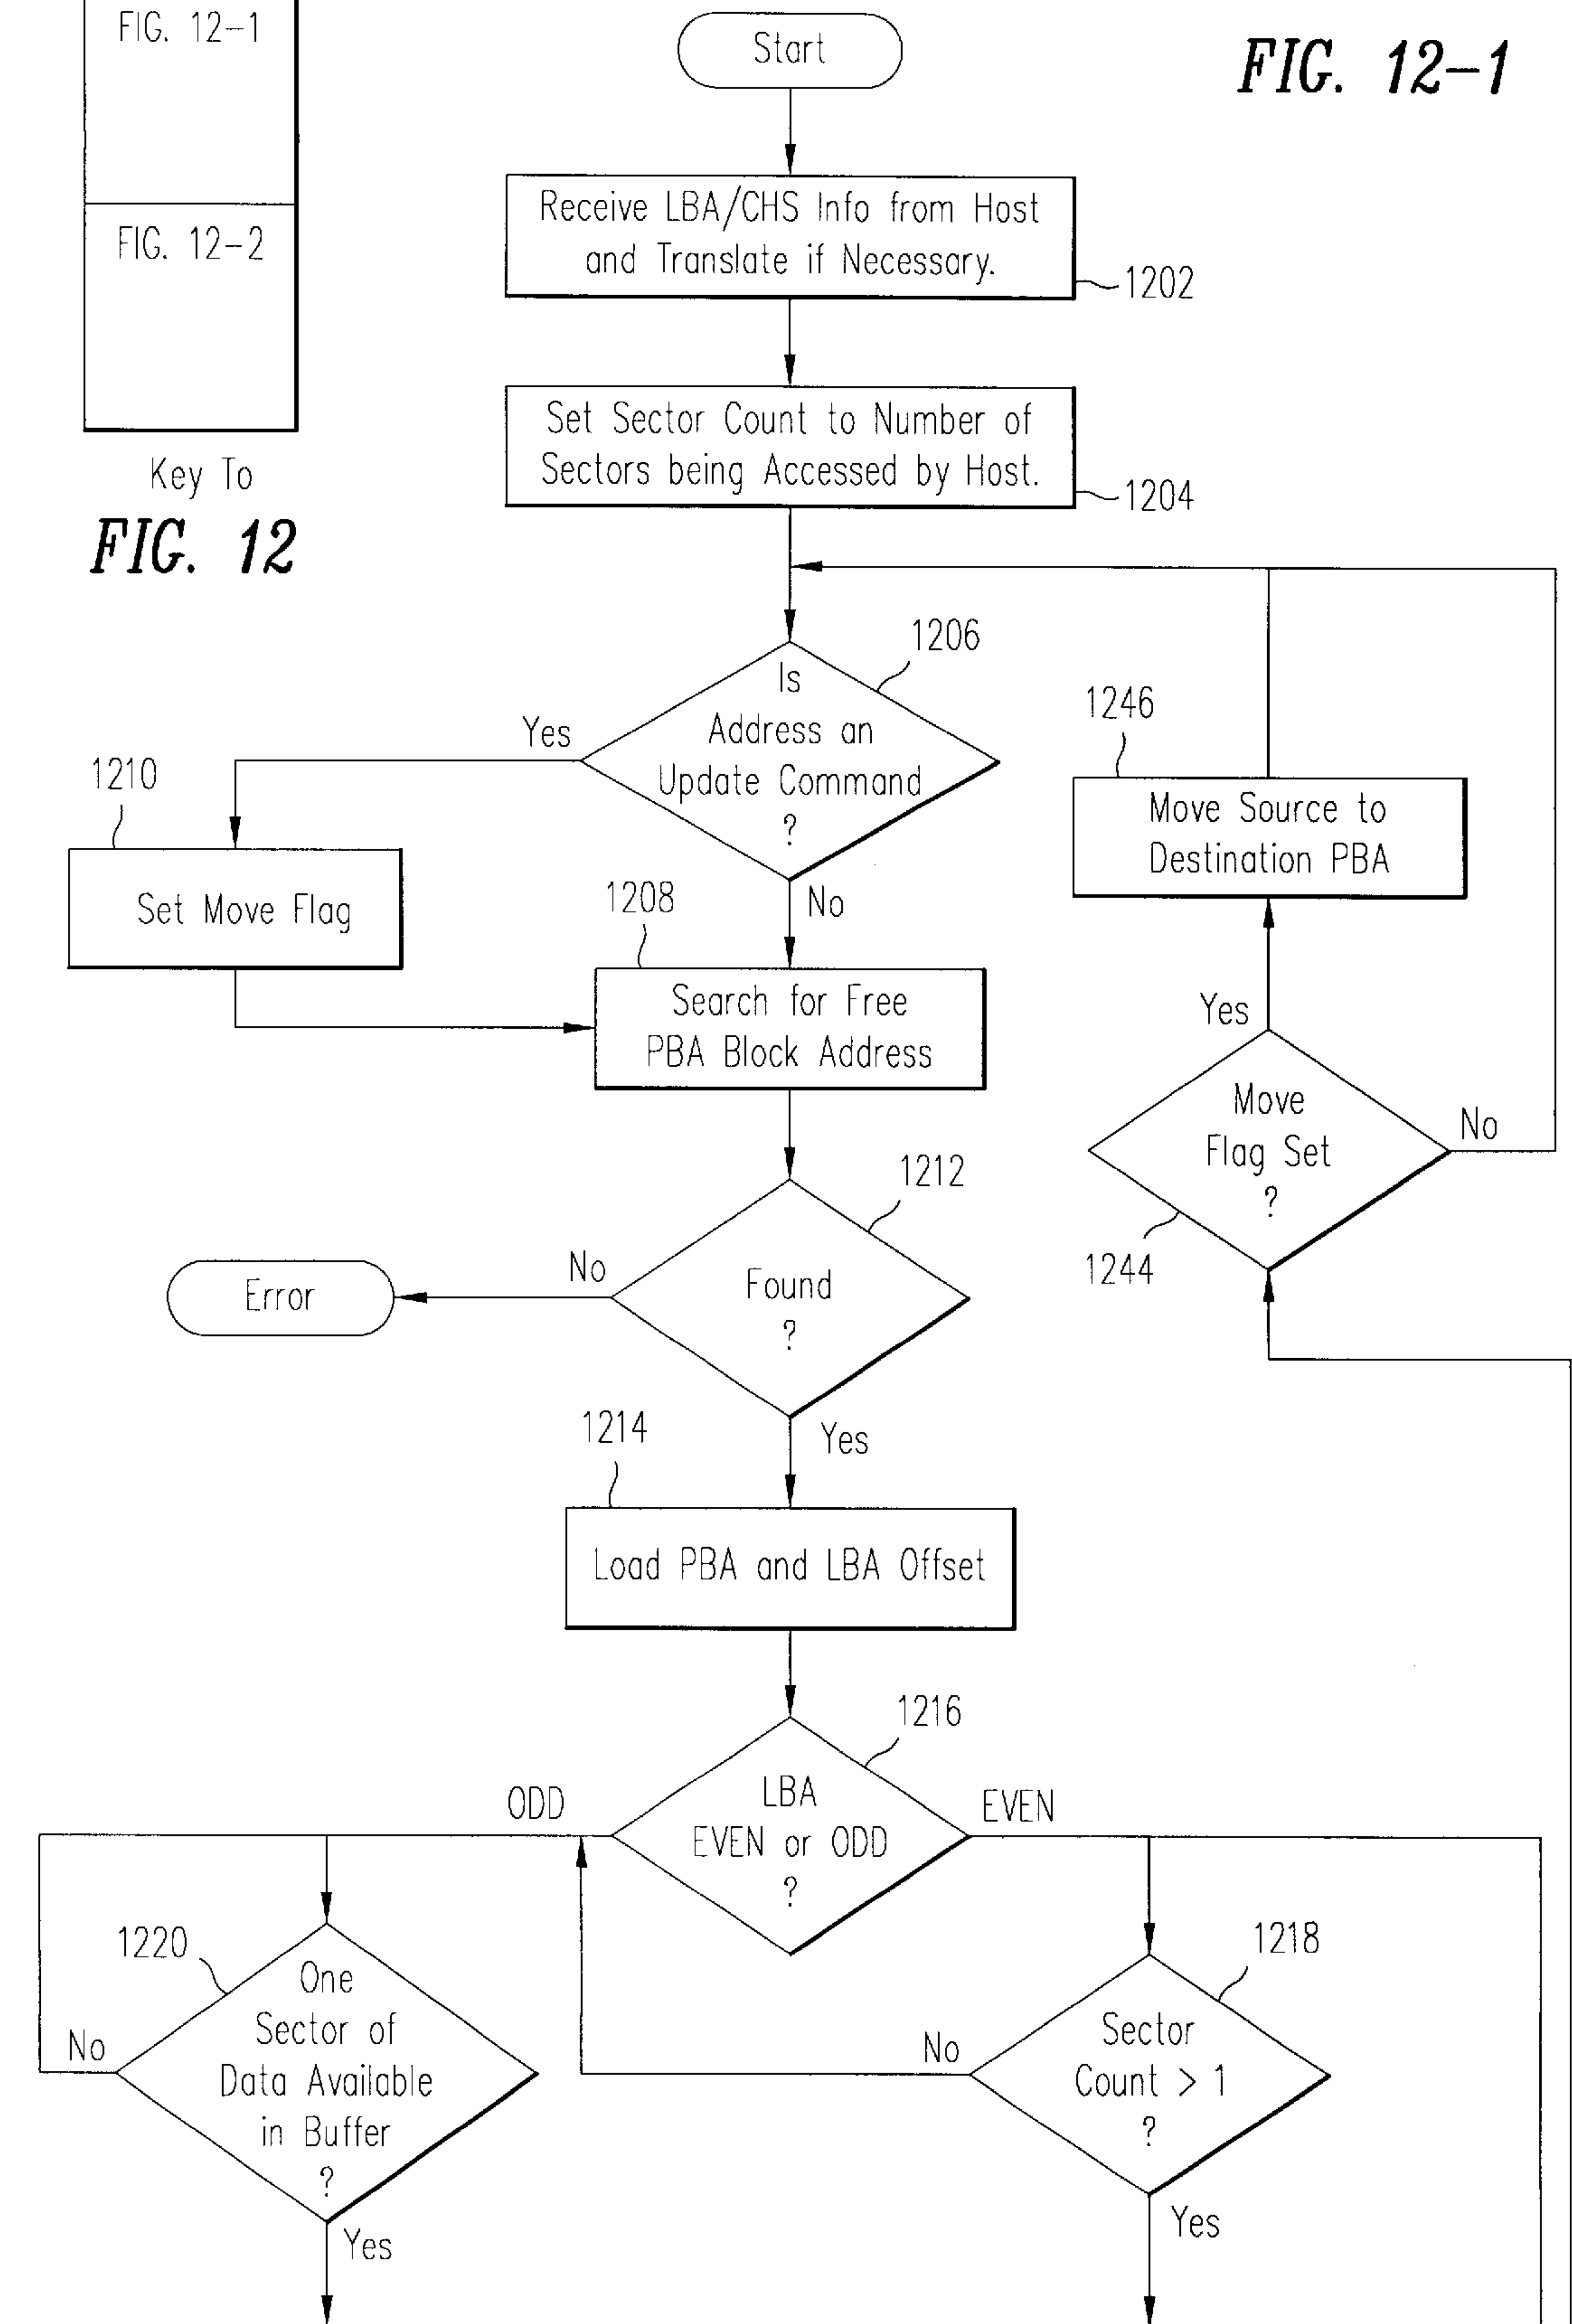 FIG. 12-1
FIG. 12-2
Key To
FIG. 12
FIG. 12-1
Start
Receive LBA/CHS Info from Host
and Translate if Necessary.
1202
Set Sector Count to Number of
Sectors being Accessed by Host.
1204
1206
Is
Address an
Update Command
?
Yes
No
1210
Set Move Flag
1208
Search for Free
PBA Block Address
1246
Move Source to
Destination PBA
Yes
Move
Flag Set
?
No
1244
1212
Found
?
No
Error
Yes
1214
Load PBA and LBA Offset
1216
LBA
EVEN or ODD
?
ODD
EVEN
1220
One
Sector of
Data Available
in Buffer
?
No
Yes
1218
Sector
Count > 1
?
No
Yes